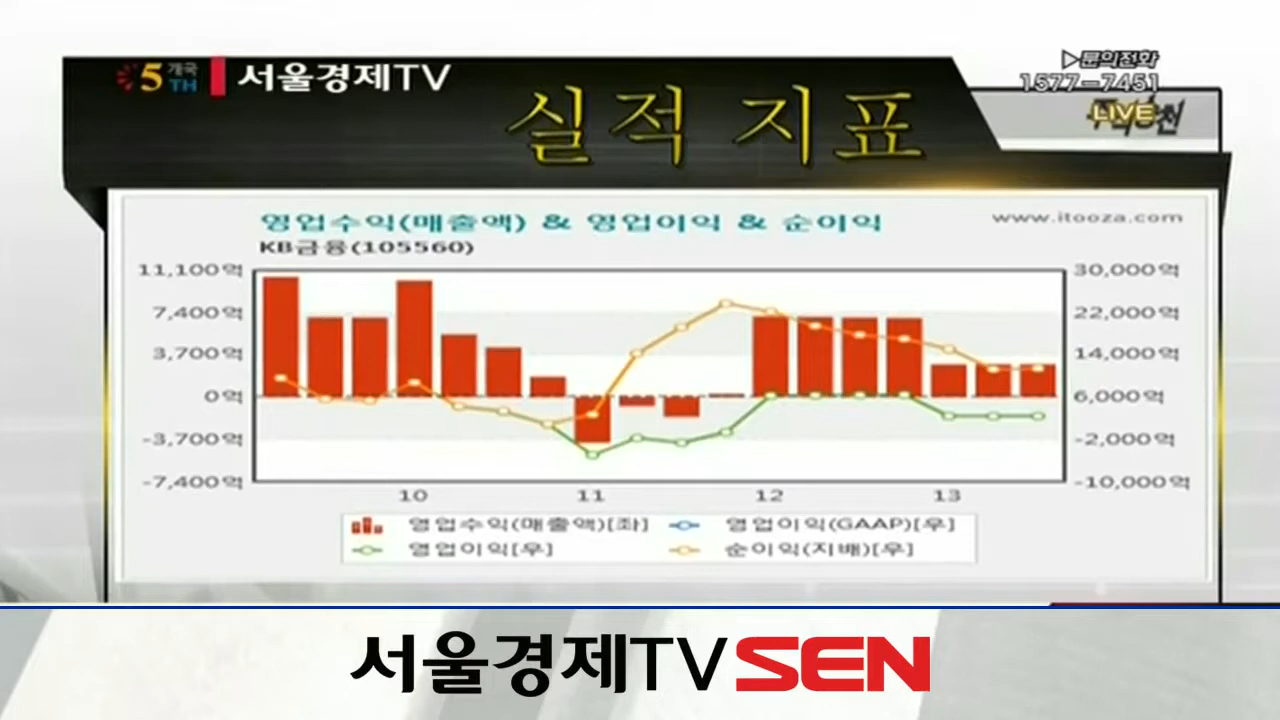 5 개국
TH
서울경제TV
실적 지표
▷문의전화
1577-7451
LIVE
영업수익(매출액) & 영업이익 & 순이익
www.itooza.com
KB금융(105560)
11,100억
7,400억
3,700억
0억
-3,700억
-7,400억
30,000억
22,000억
14,000억
6,000억
-2,000억
-10,000억
10 11 12 13
영업수익(매출액)[좌] 영업이익(GAAP)[우]
영업이익[우] 순이익(지배)[우]
서울경제TV SEN